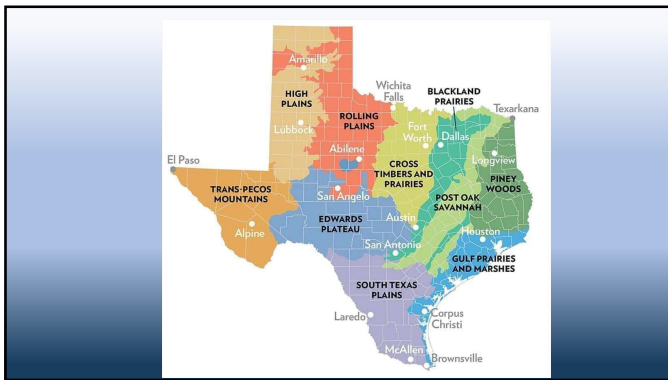 Amarillo
HIGH
PLAINS
Wichita
Falls
BLACKLAND
PRAIRIES
Texarkana
ROLLING
PLAINS
Lubbock
Fort
Worth
Dallas
Abilene
Longview
El Paso
CROSS
TIMBERS AND
PRAIRIES
PINEY
WOODS
TRANS-PECOS
MOUNTAINS
San Angelo
POST OAK
SAVANNAH
EDWARDS
PLATEAU
Austin
Alpine
Houston
San Antonio
GULF PRAIRIES
AND MARSHES
SOUTH TEXAS
PLAINS
Laredo
Corpus
Christi
McAllen
Brownsville